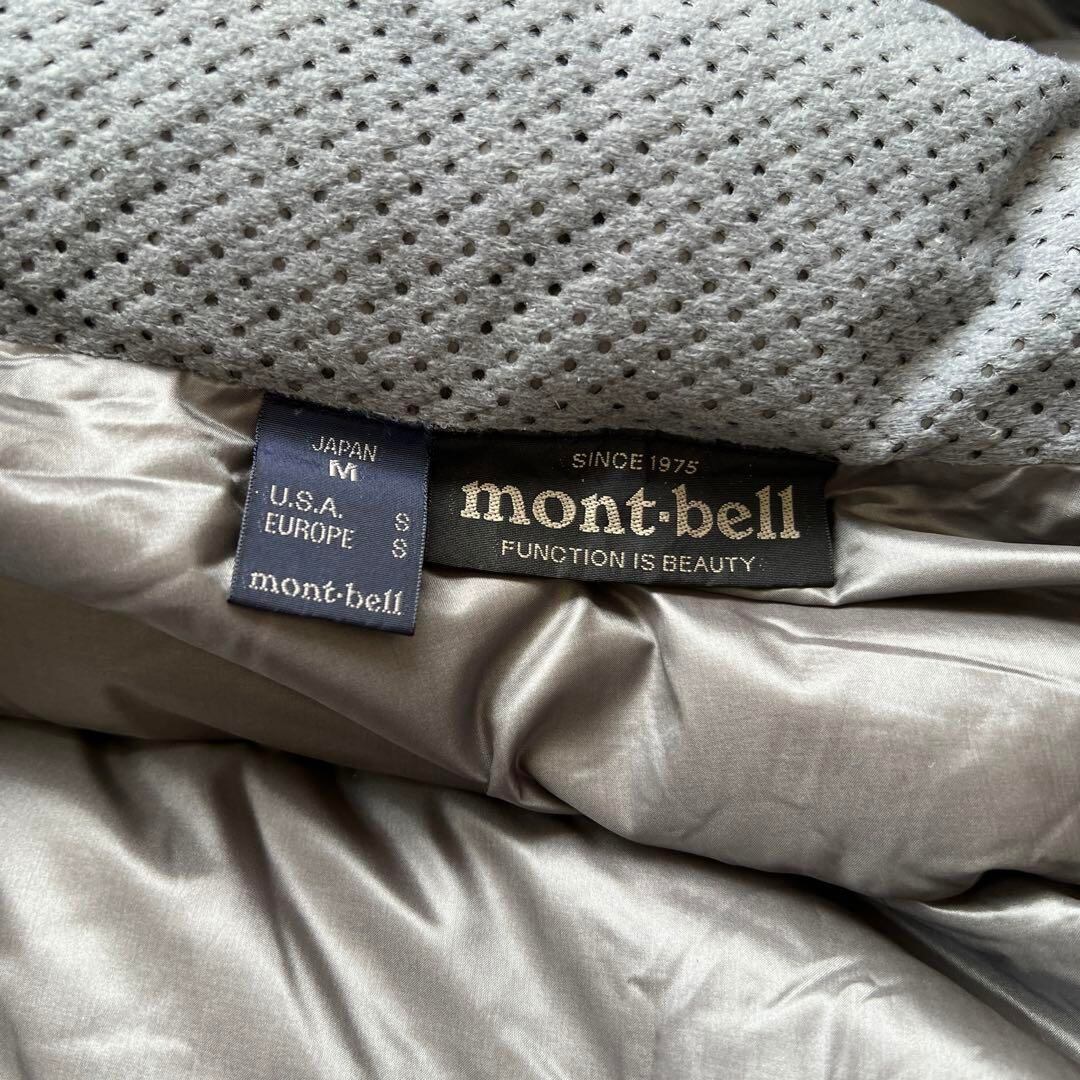 JAPAN
M
U.S.A. S
EUROPE S
mont·bell
SINCE 1975
mont·bell
FUNCTION IS BEAUTY